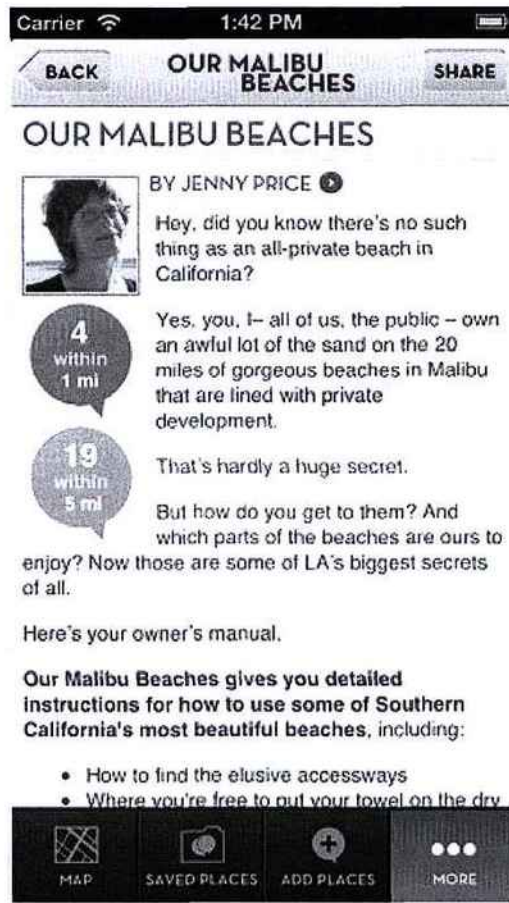 Carrier 1:42 PM
BACK
OUR MALIBU
BEACHES
SHARE
OUR MALIBU BEACHES
BY JENNY PRICE
Hey, did you know there's no such
thing as an all-private beach in
California?
4
within
1 mi
Yes, you, I– all of us, the public – own
an awful lot of the sand on the 20
miles of gorgeous beaches in Malibu
that are lined with private
development.
19
within
5 mi
That's hardly a huge secret.
But how do you get to them? And
which parts of the beaches are ours to
enjoy? Now those are some of LA's biggest secrets
of all.
Here's your owner's manual.
Our Malibu Beaches gives you detailed
instructions for how to use some of Southern
California's most beautiful beaches, including:
• How to find the elusive accessways
• Where you're free to put your towel on the dry
MAP
SAVED PLACES
ADD PLACES
MORE